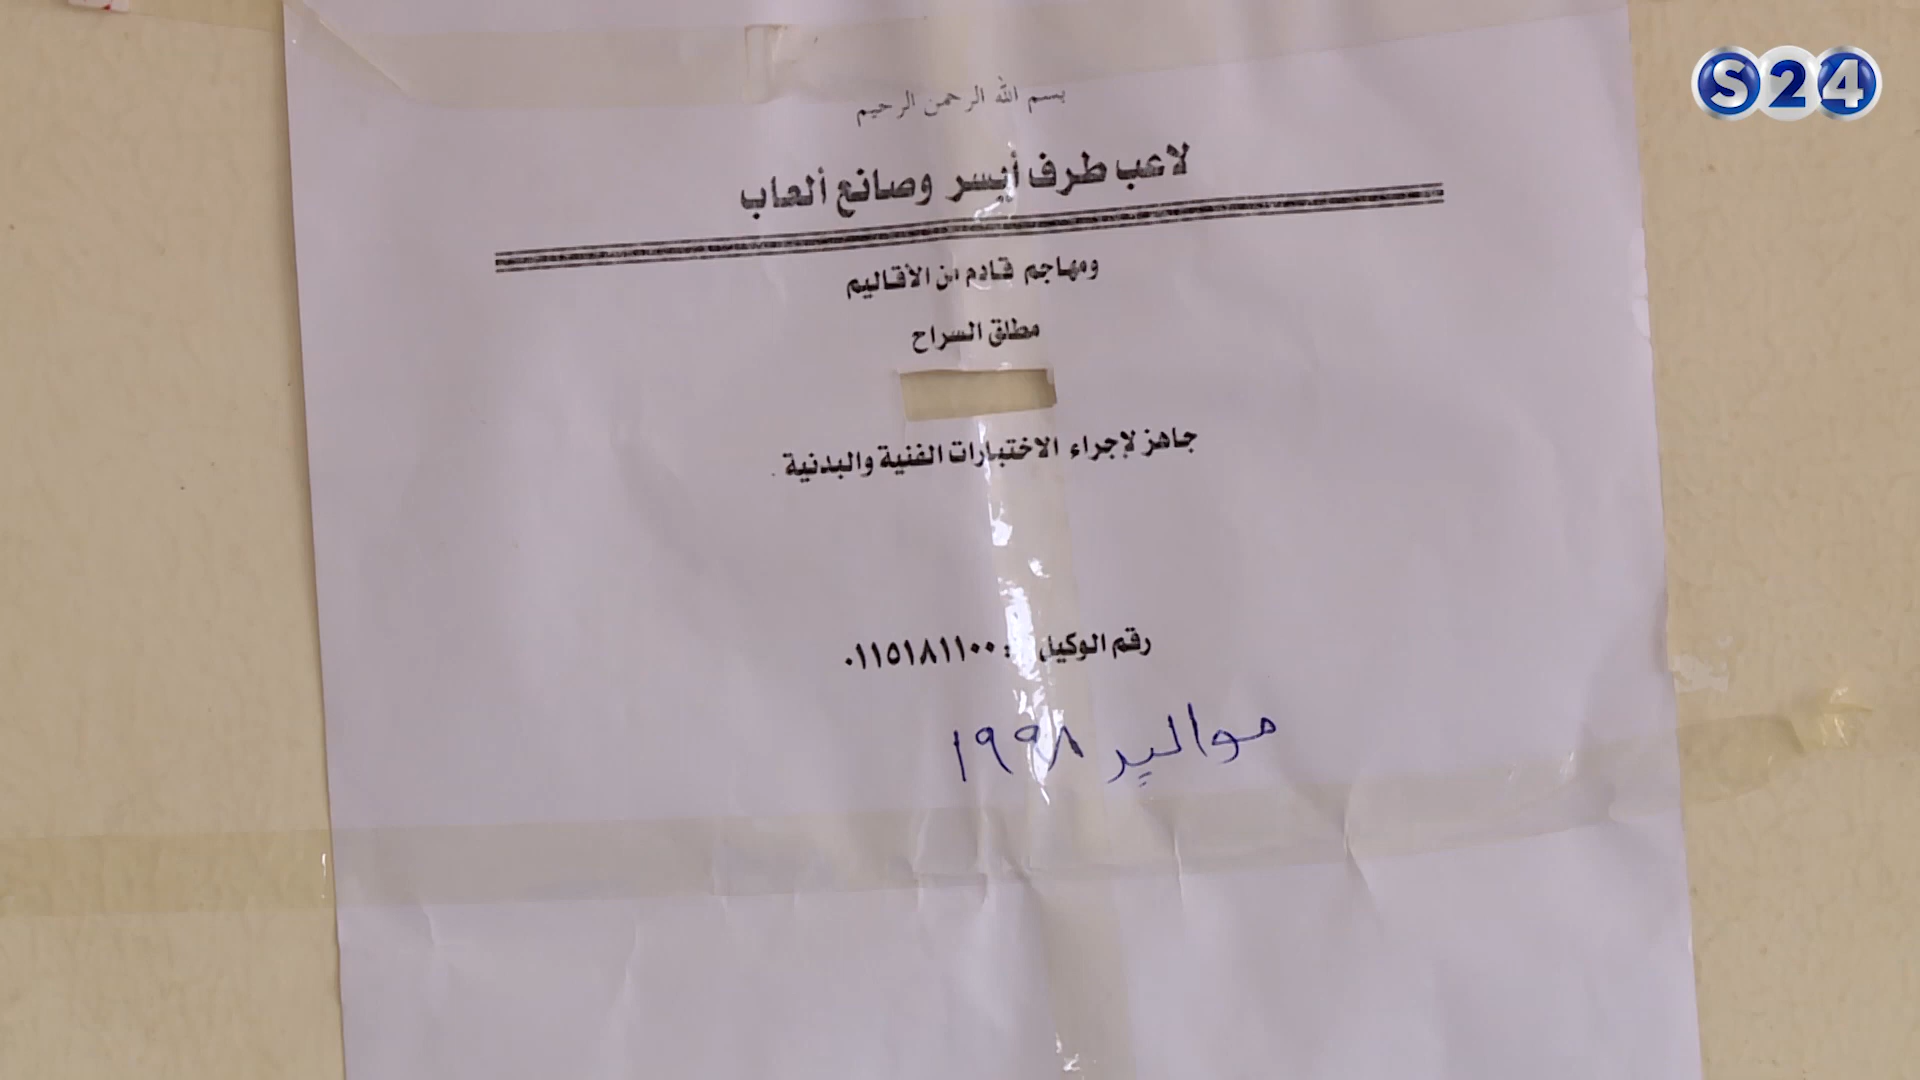 S24
بسم الله الرحمن الرحيم
لاعب طرف أيسر وصانع ألعاب
ومهاجم قادم من الأقاليم
مطلق السراح
جاهز لإجراء الاختبارات الفنية والبدنية .
رقم الوكيل : ٠١١٥١٨١١٠٠
مواليد ١٩٩٨